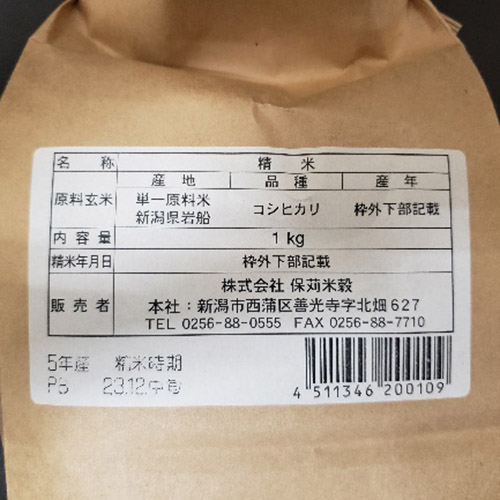 名称 精米
産地 品種 産年
原料玄米 単一原料米 新潟県岩船 コシヒカリ 枠外下部記載
内容量 1kg
精米年月日 枠外下部記載
販売者 株式会社 保苅米穀
本社：新潟市西蒲区善光寺字北畑627
TEL 0256-88-0555 FAX 0256-88-7710
5年産 精米時期
PB 23.12.中旬
4 511346 200109